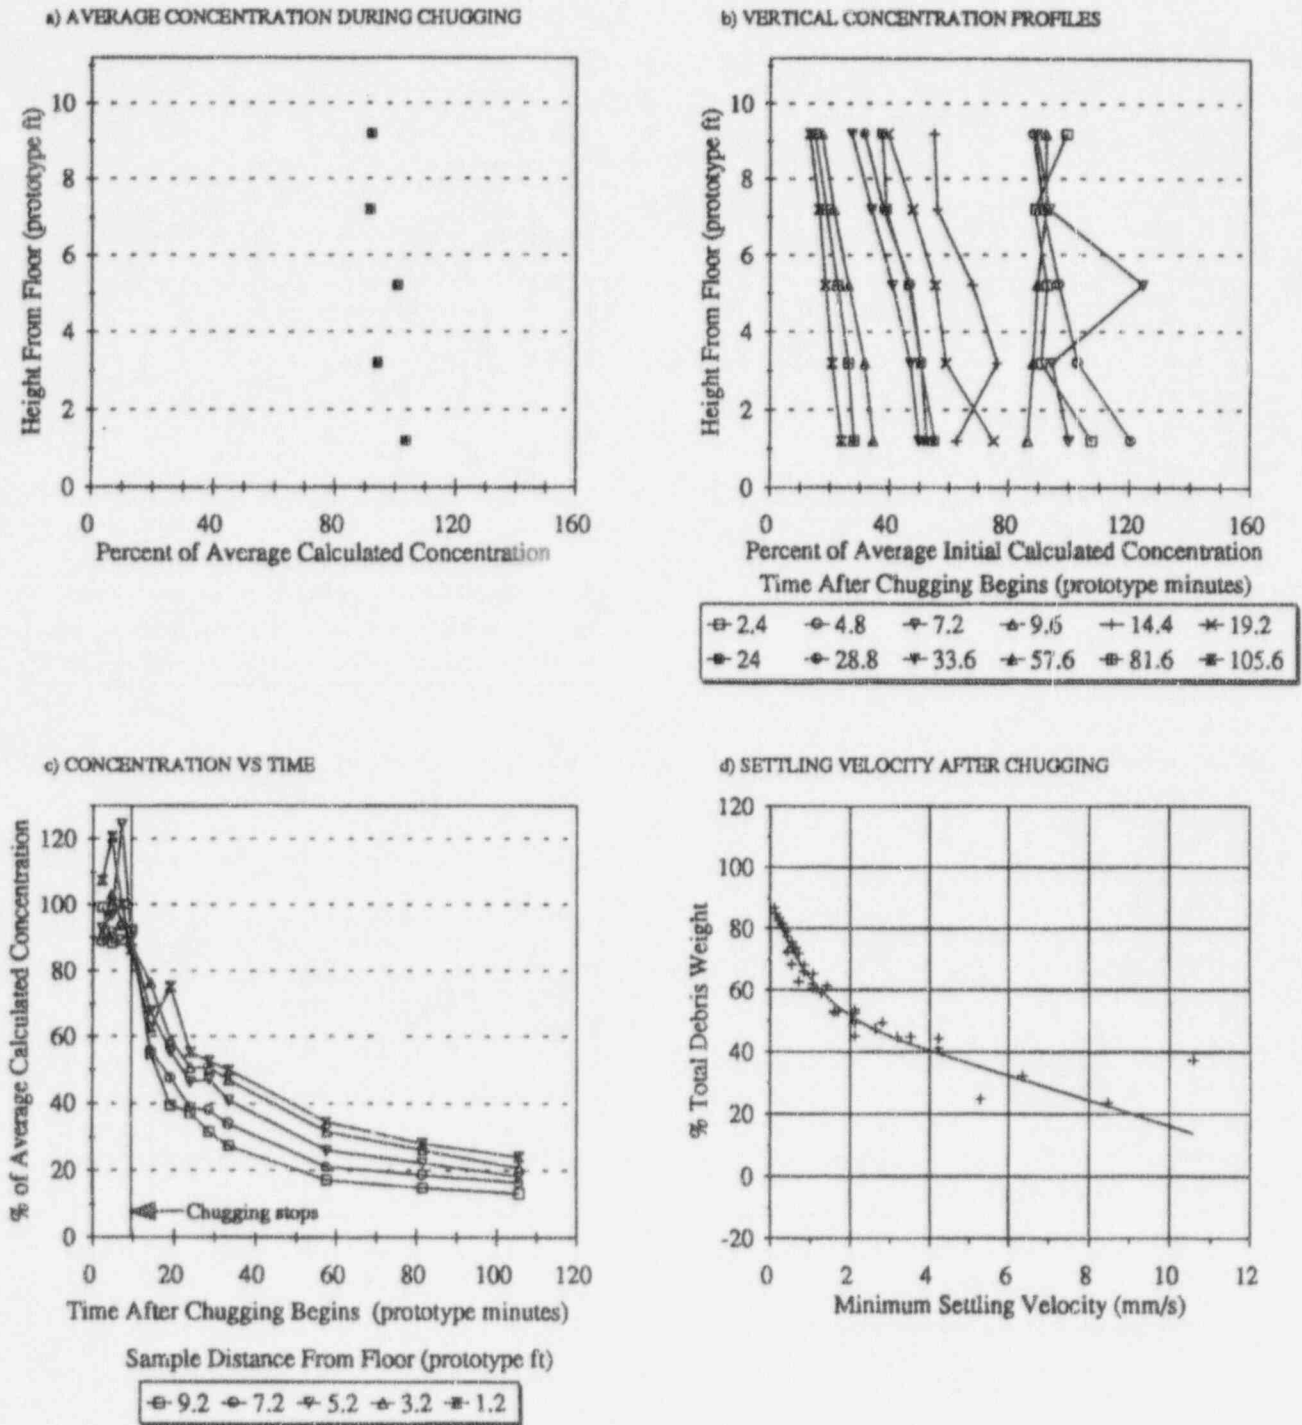 a) AVERAGE CONCENTRATION DURING CHUGGING
Height From Floor (prototype ft)
10
8
6
4
2
0
0 40 80 120 160
Percent of Average Calculated Concentration
b) VERTICAL CONCENTRATION PROFILES
Height From Floor (prototype ft)
10
8
6
4
2
0
0 40 80 120 160
Percent of Average Initial Calculated Concentration
Time After Chugging Begins (prototype minutes)
2.4 4.8 7.2 9.6 14.4 19.2
24 28.8 33.6 57.6 81.6 105.6
c) CONCENTRATION VS TIME
% of Average Calculated Concentration
120
100
80
60
40
20
0
Chugging stops
0 20 40 60 80 100 120
Time After Chugging Begins (prototype minutes)
Sample Distance From Floor (prototype ft)
9.2 7.2 5.2 3.2 1.2
d) SETTLING VELOCITY AFTER CHUGGING
% Total Debris Weight
120
100
80
60
40
20
0
-20
0 2 4 6 8 10 12
Minimum Settling Velocity (mm/s)